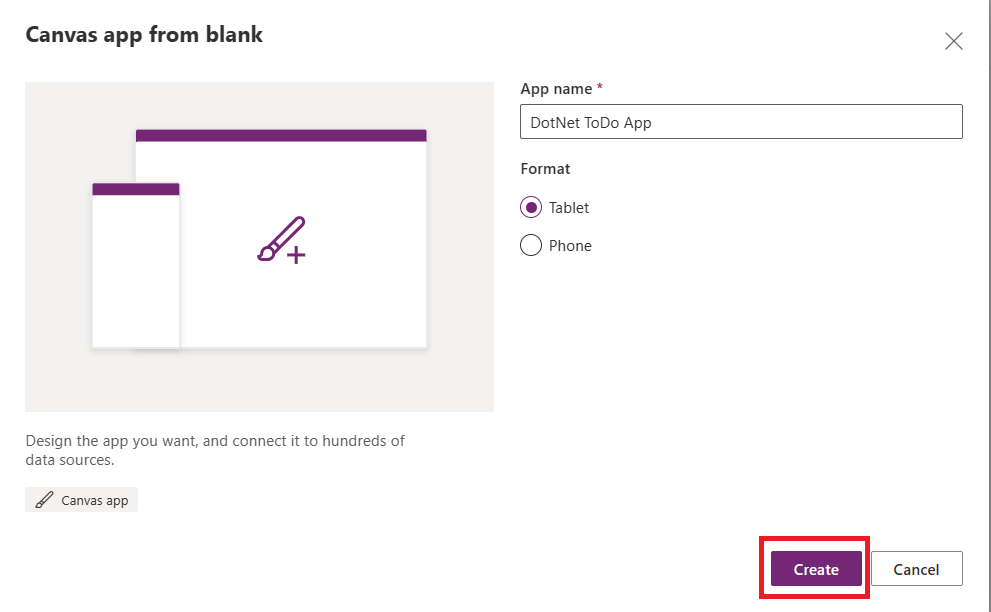 Canvas app from blank
App name *
DotNet ToDo App
Format
Tablet
Phone
Design the app you want, and connect it to hundreds of
data sources.
Canvas app
Create
Cancel